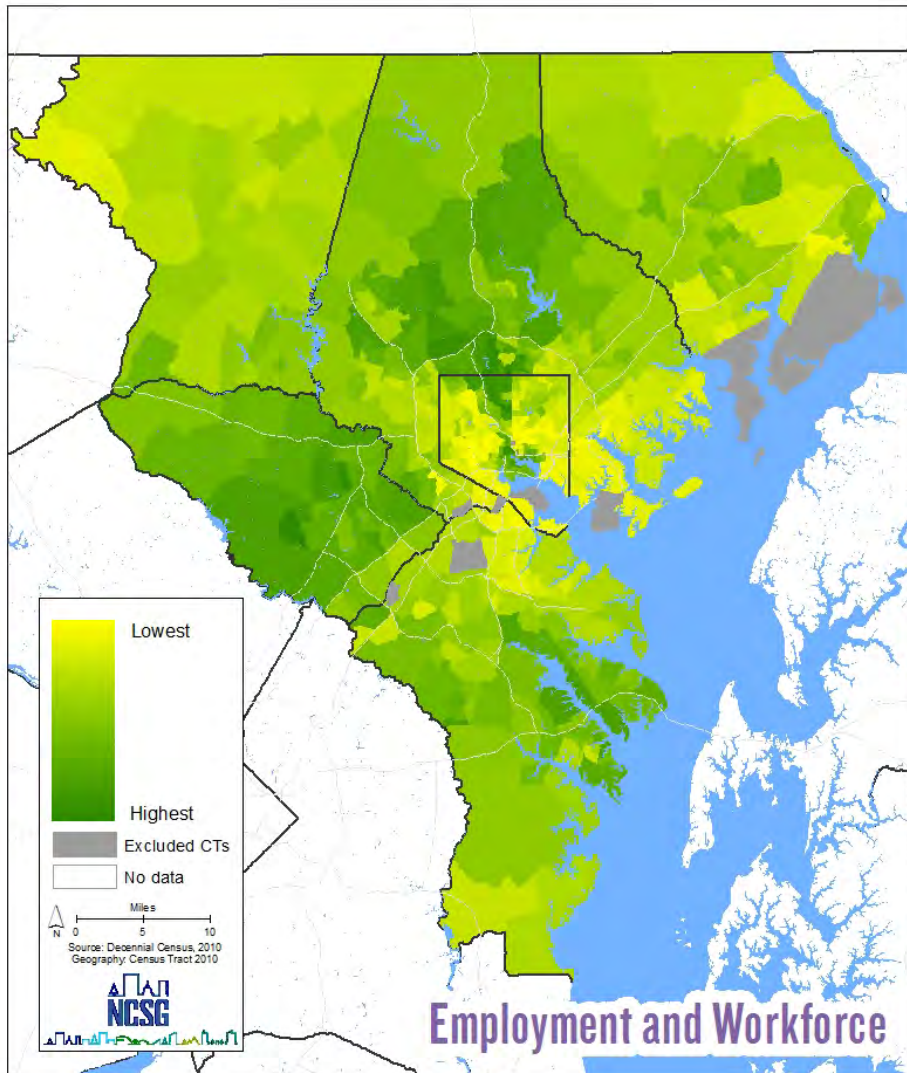 Lowest
Highest
Excluded CTs
No data
Miles
0 5 10
N
Source: Decennial Census, 2010
Geography: Census Tract 2010
NCSG
Employment and Workforce